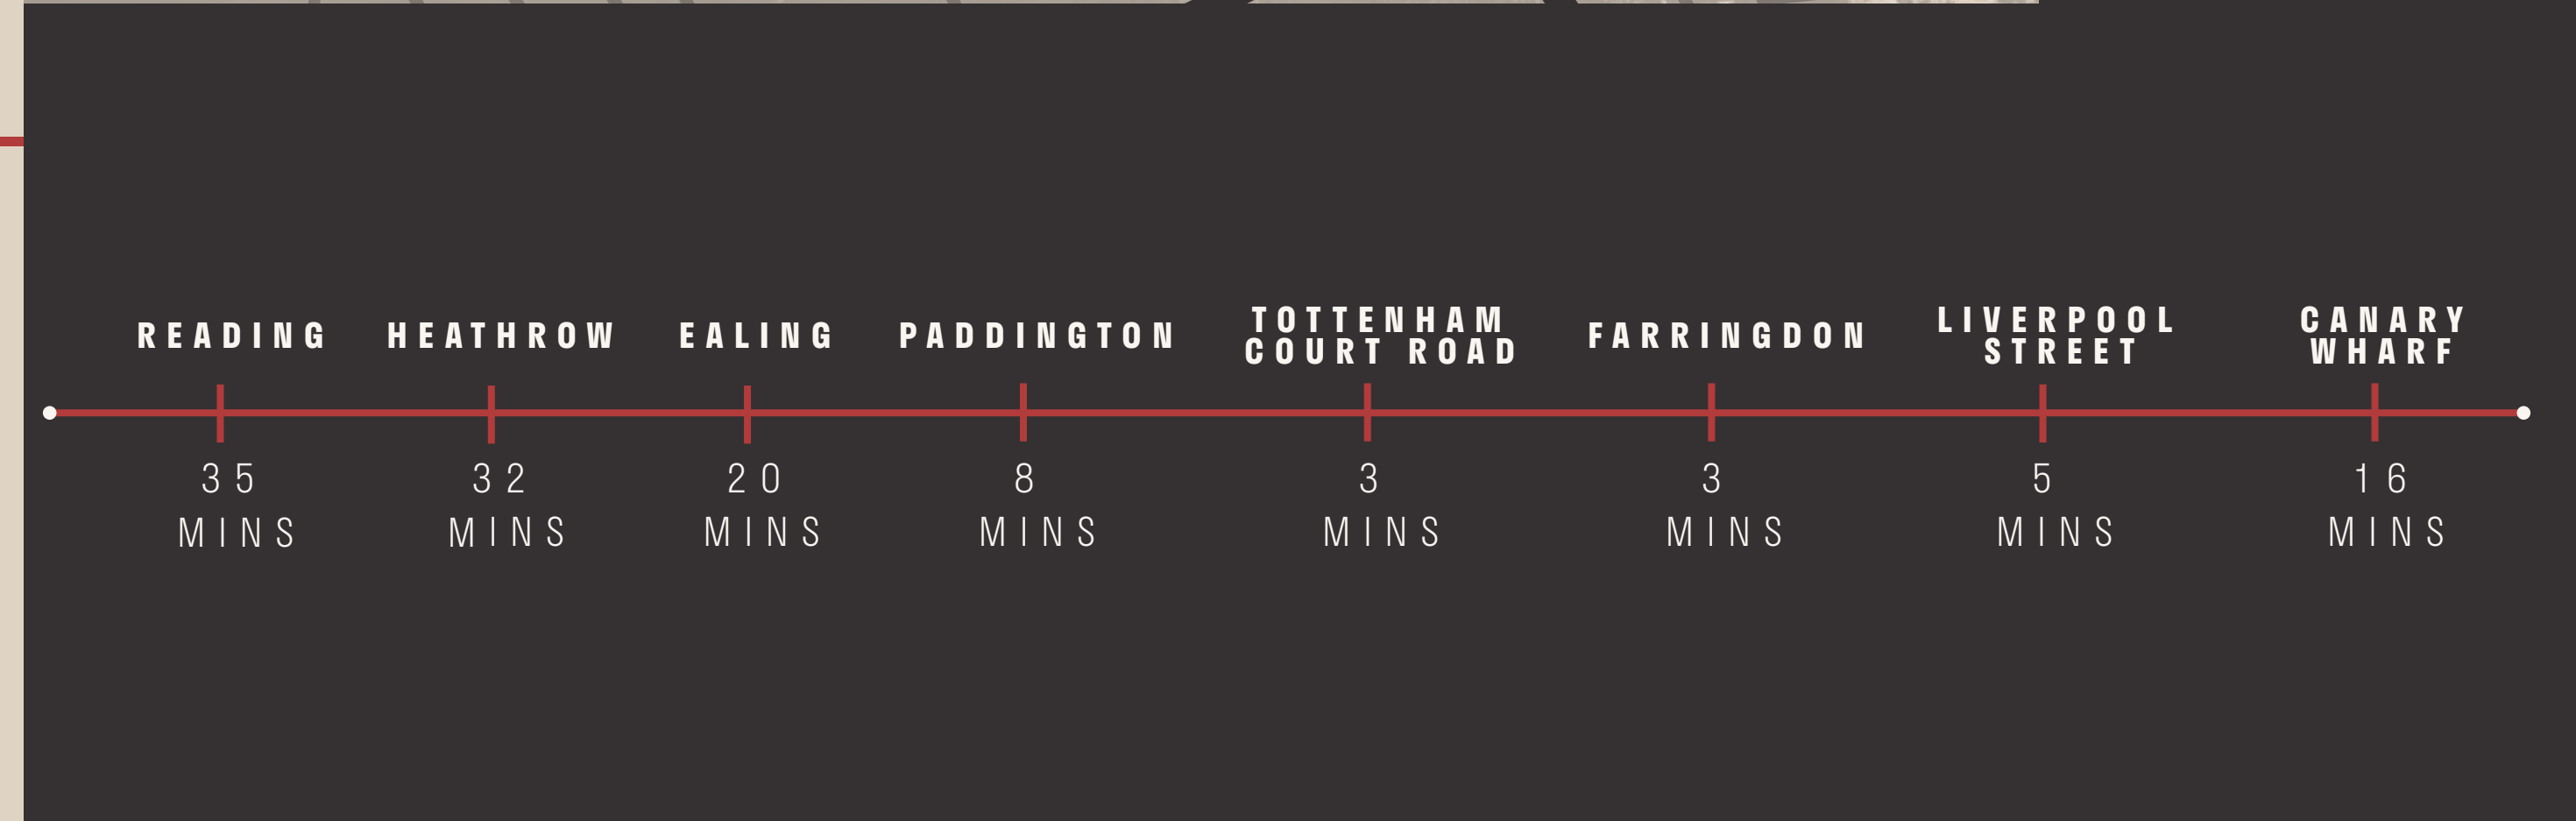 READING
35
MINS
HEATHROW
32
MINS
EALING
20
MINS
PADDINGTON
8
MINS
TOTTENHAM
COURT ROAD
3
MINS
FARRINGDON
3
MINS
LIVERPOOL
STREET
5
MINS
CANARY
WHARF
16
MINS